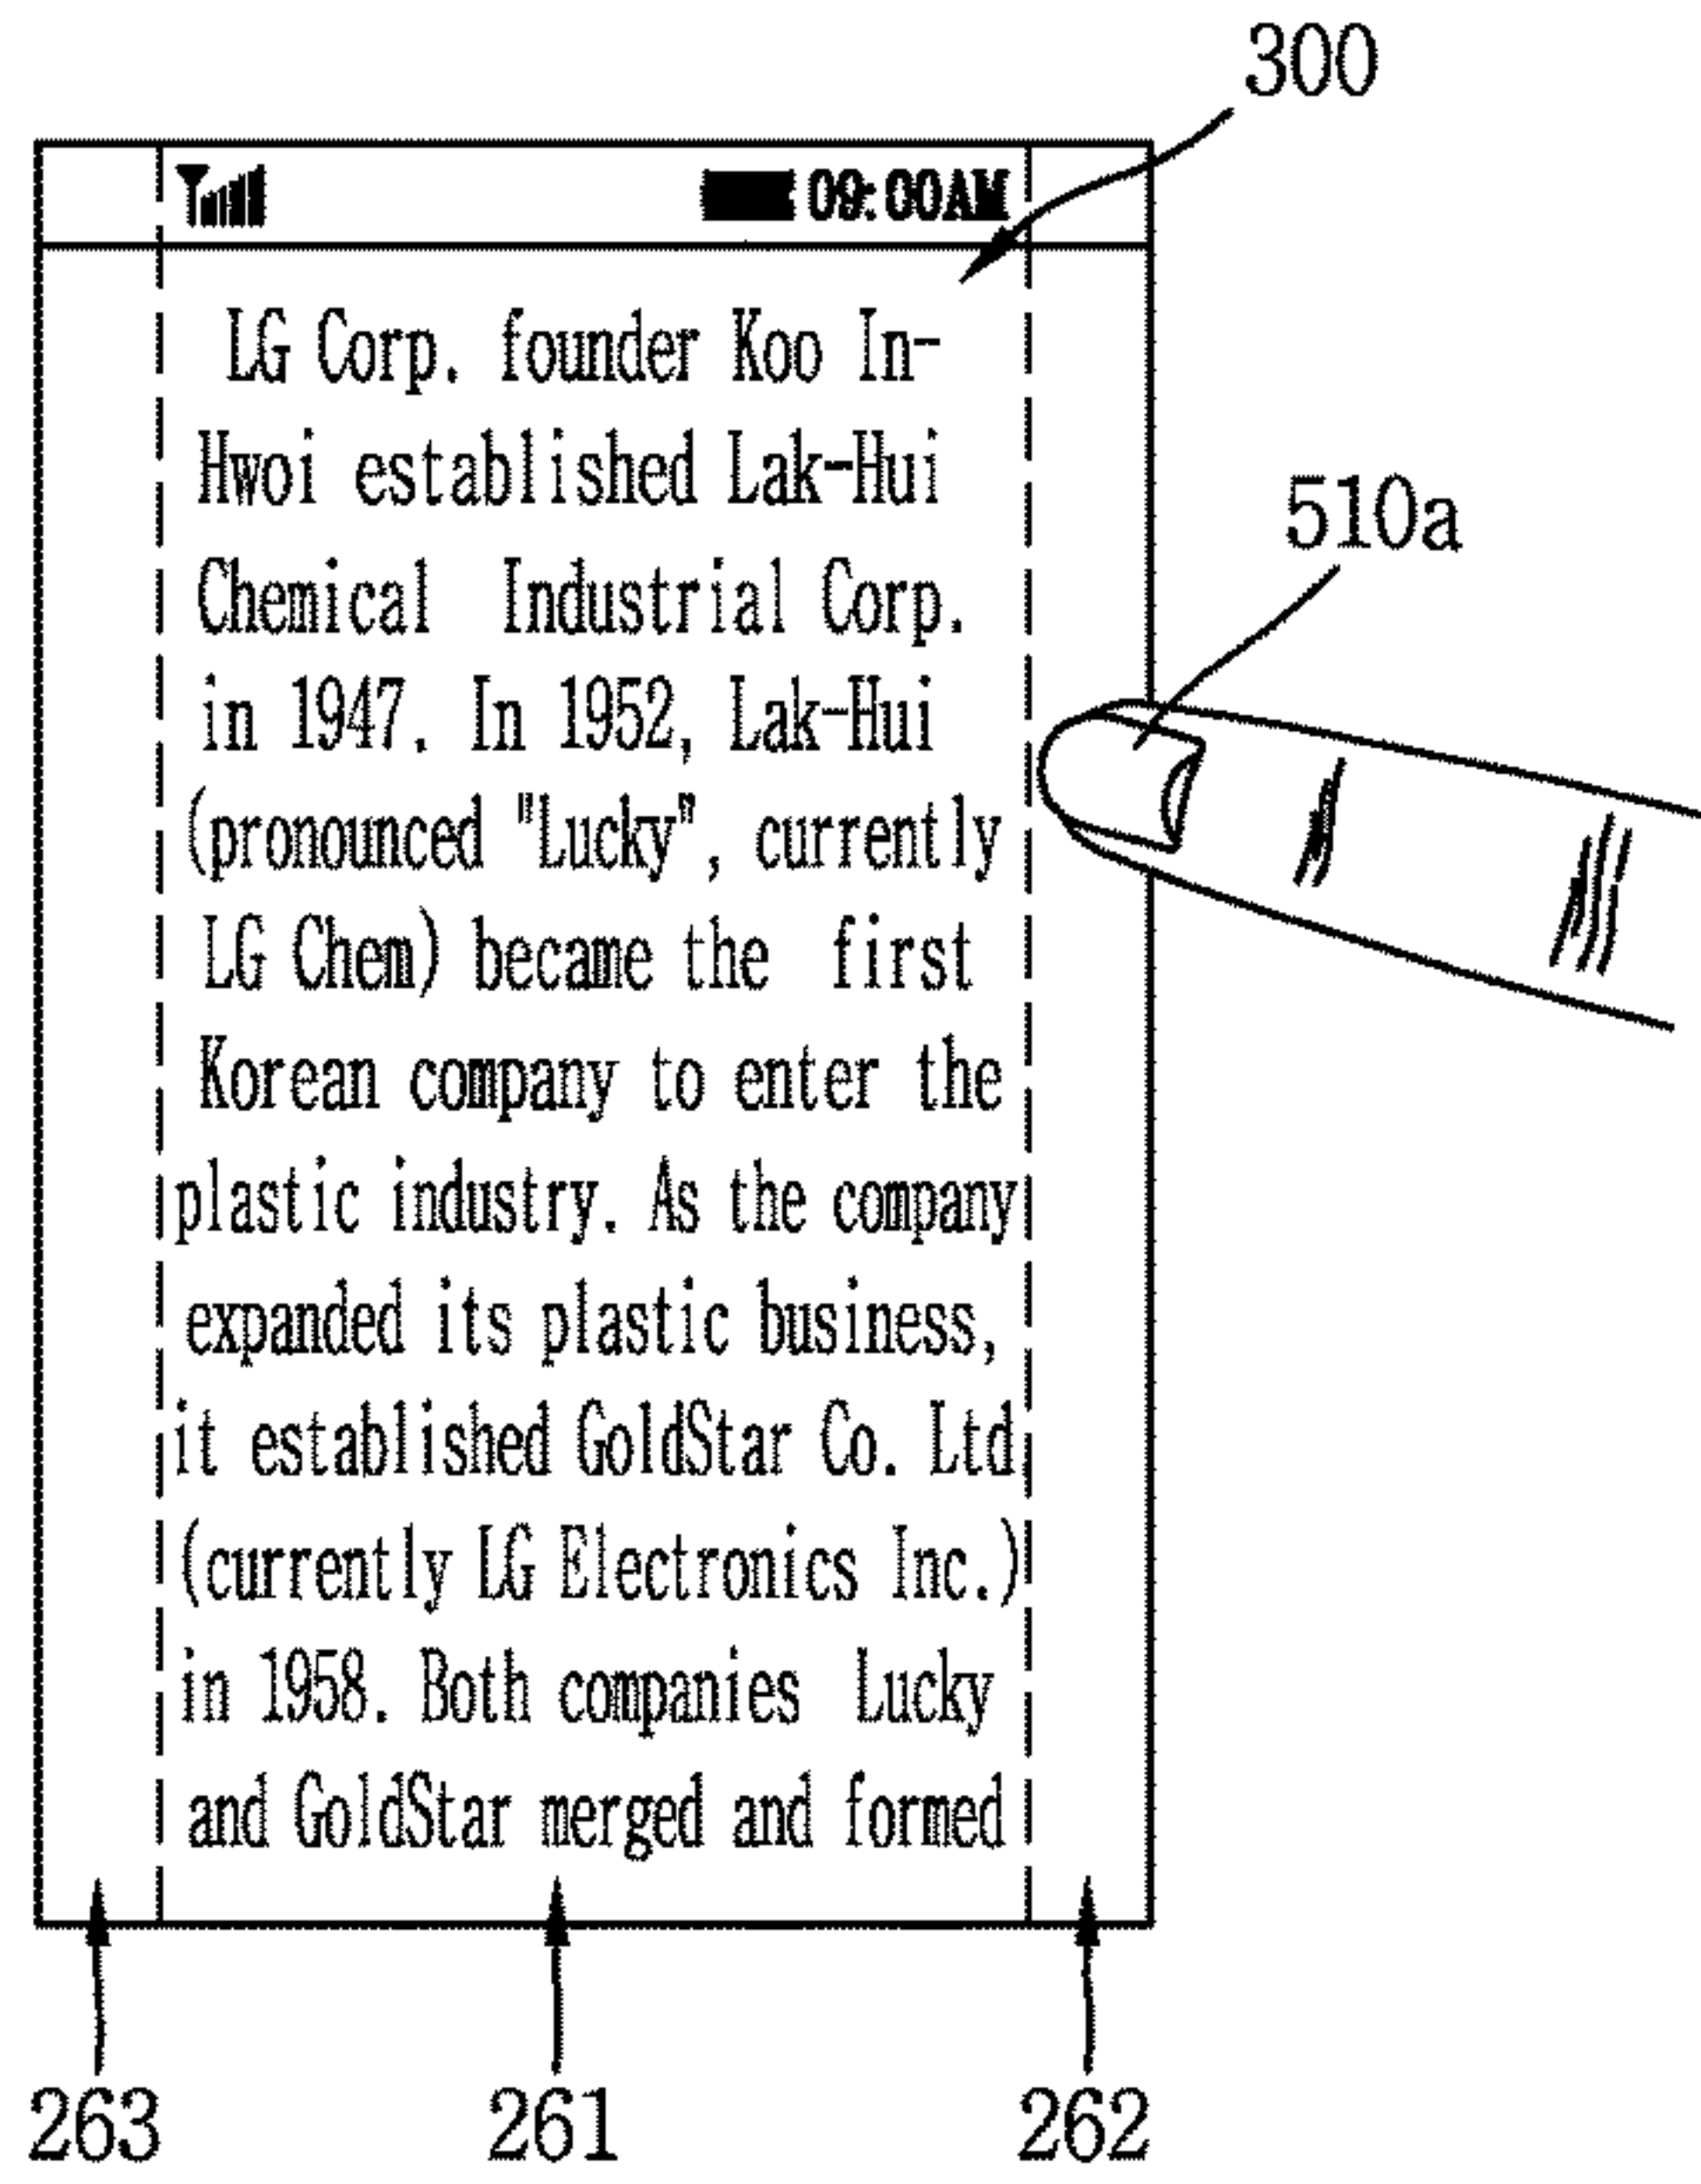 300
09:00AM
LG Corp. founder Koo In-
Hwoi established Lak-Hui
510a
Chemical Industrial Corp.
in 1947. In 1952, Lak-Hui
(pronounced "Lucky", currently
LG Chem) became the first
Korean company to enter the
plastic industry. As the company
expanded its plastic business,
it established GoldStar Co. Ltd
(currently LG Electronics Inc.)
in 1958. Both companies Lucky
and GoldStar merged and formed
263 261 262